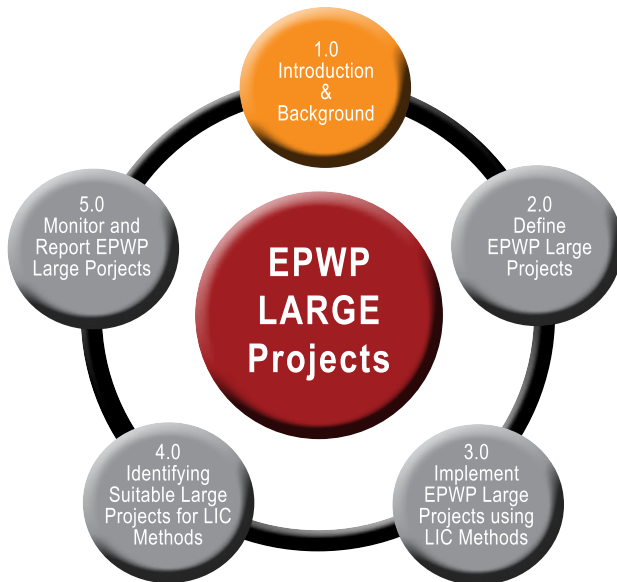 1.0
Introduction
&
Background
2.0
Define
EPWP Large
Projects
3.0
Implement
EPWP Large
Projects using
LIC Methods
4.0
Identifying
Suitable Large
Projects for LIC
Methods
5.0
Monitor and
Report EPWP
Large Porjects
EPWP
LARGE
Projects